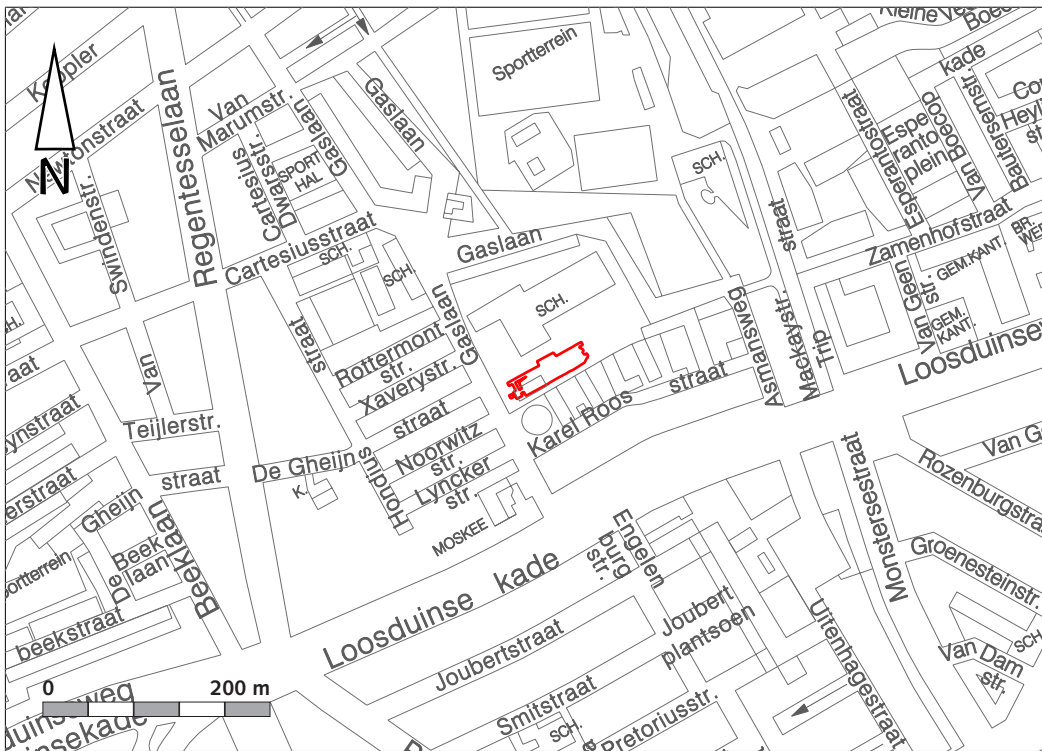 Sportterrein
Kleine
kade
N
Newtonstraat
Swindenstr.
Regentesselaan
Van
Marumstr.
Cartesius
Dwarsstr.
SPORT
HAL
Gaslaan
Gaslaan
Cartesiusstraat
SCH.
SCH.
Gaslaan
SCH.
SCH.
straat
Esperantostraat
Espe
ranto
plein
Van Boecop
Bautersemstr.
Zamenhofstraat
GEM.KANT.
BR.
Van Geen
str.
GEM.
KANT.
straat
Rottermont
str.
Xaverystr.
straat
Noorwitz
str.
Lyncker
str.
Gaslaan
Hondius
MOSKEE
Karel Roos
straat
Asmansweg
Mackaystr.
Trip
Van
Teijlerstr.
straat
De Gheijn
K.
Gheijn
De Beek
laan
Beeklaan
beekstraat
Loosduinse kade
Engelen
burg
str.
Joubertstraat
Joubert
plantsoen
Smitstraat
SCH.
Pretoriusstr.
Uitenhagestraat
Monstersestraat
Rozenburgstraat
Groenesteinstr.
SCH.
Van Dam
str.
0
200 m